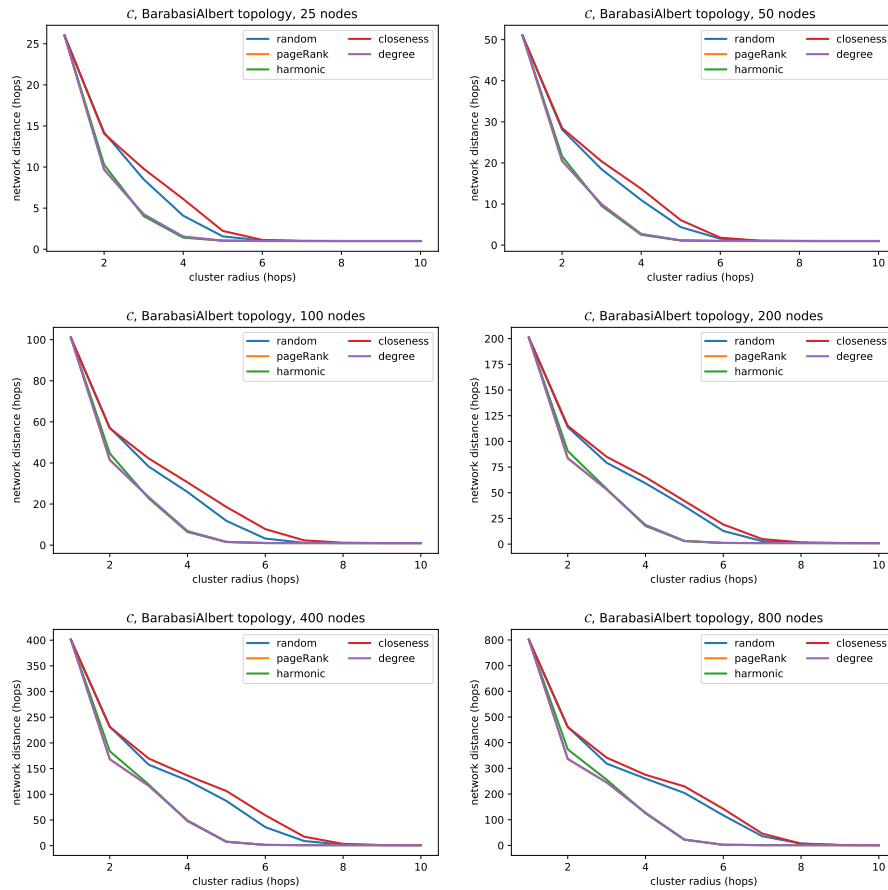 𝒞, BarabasiAlbert topology, 25 nodes
random
closeness
pageRank
degree
harmonic
25
20
15
10
5
0
network distance (hops)
2 4 6 8 10
cluster radius (hops)
𝒞, BarabasiAlbert topology, 50 nodes
random
closeness
pageRank
degree
harmonic
50
40
30
20
10
0
network distance (hops)
2 4 6 8 10
cluster radius (hops)
𝒞, BarabasiAlbert topology, 100 nodes
random
closeness
pageRank
degree
harmonic
100
80
60
40
20
0
network distance (hops)
2 4 6 8 10
cluster radius (hops)
𝒞, BarabasiAlbert topology, 200 nodes
random
closeness
pageRank
degree
harmonic
200
175
150
125
100
75
50
25
0
network distance (hops)
2 4 6 8 10
cluster radius (hops)
𝒞, BarabasiAlbert topology, 400 nodes
random
closeness
pageRank
degree
harmonic
400
350
300
250
200
150
100
50
0
network distance (hops)
2 4 6 8 10
cluster radius (hops)
𝒞, BarabasiAlbert topology, 800 nodes
random
closeness
pageRank
degree
harmonic
800
700
600
500
400
300
200
100
0
network distance (hops)
2 4 6 8 10
cluster radius (hops)